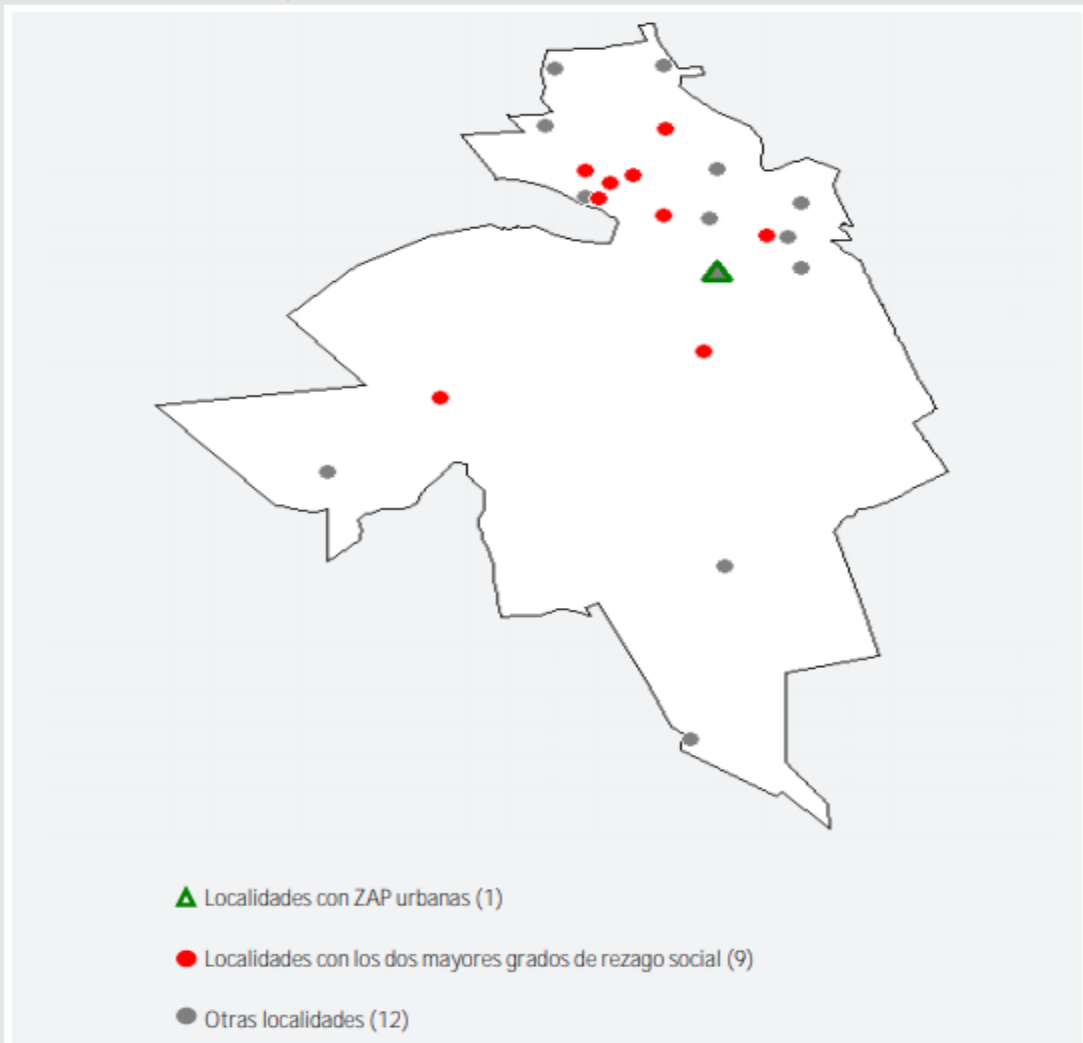 Localidades con ZAP urbanas (1)
Localidades con los dos mayores grados de rezago social (9)
Otras localidades (12)